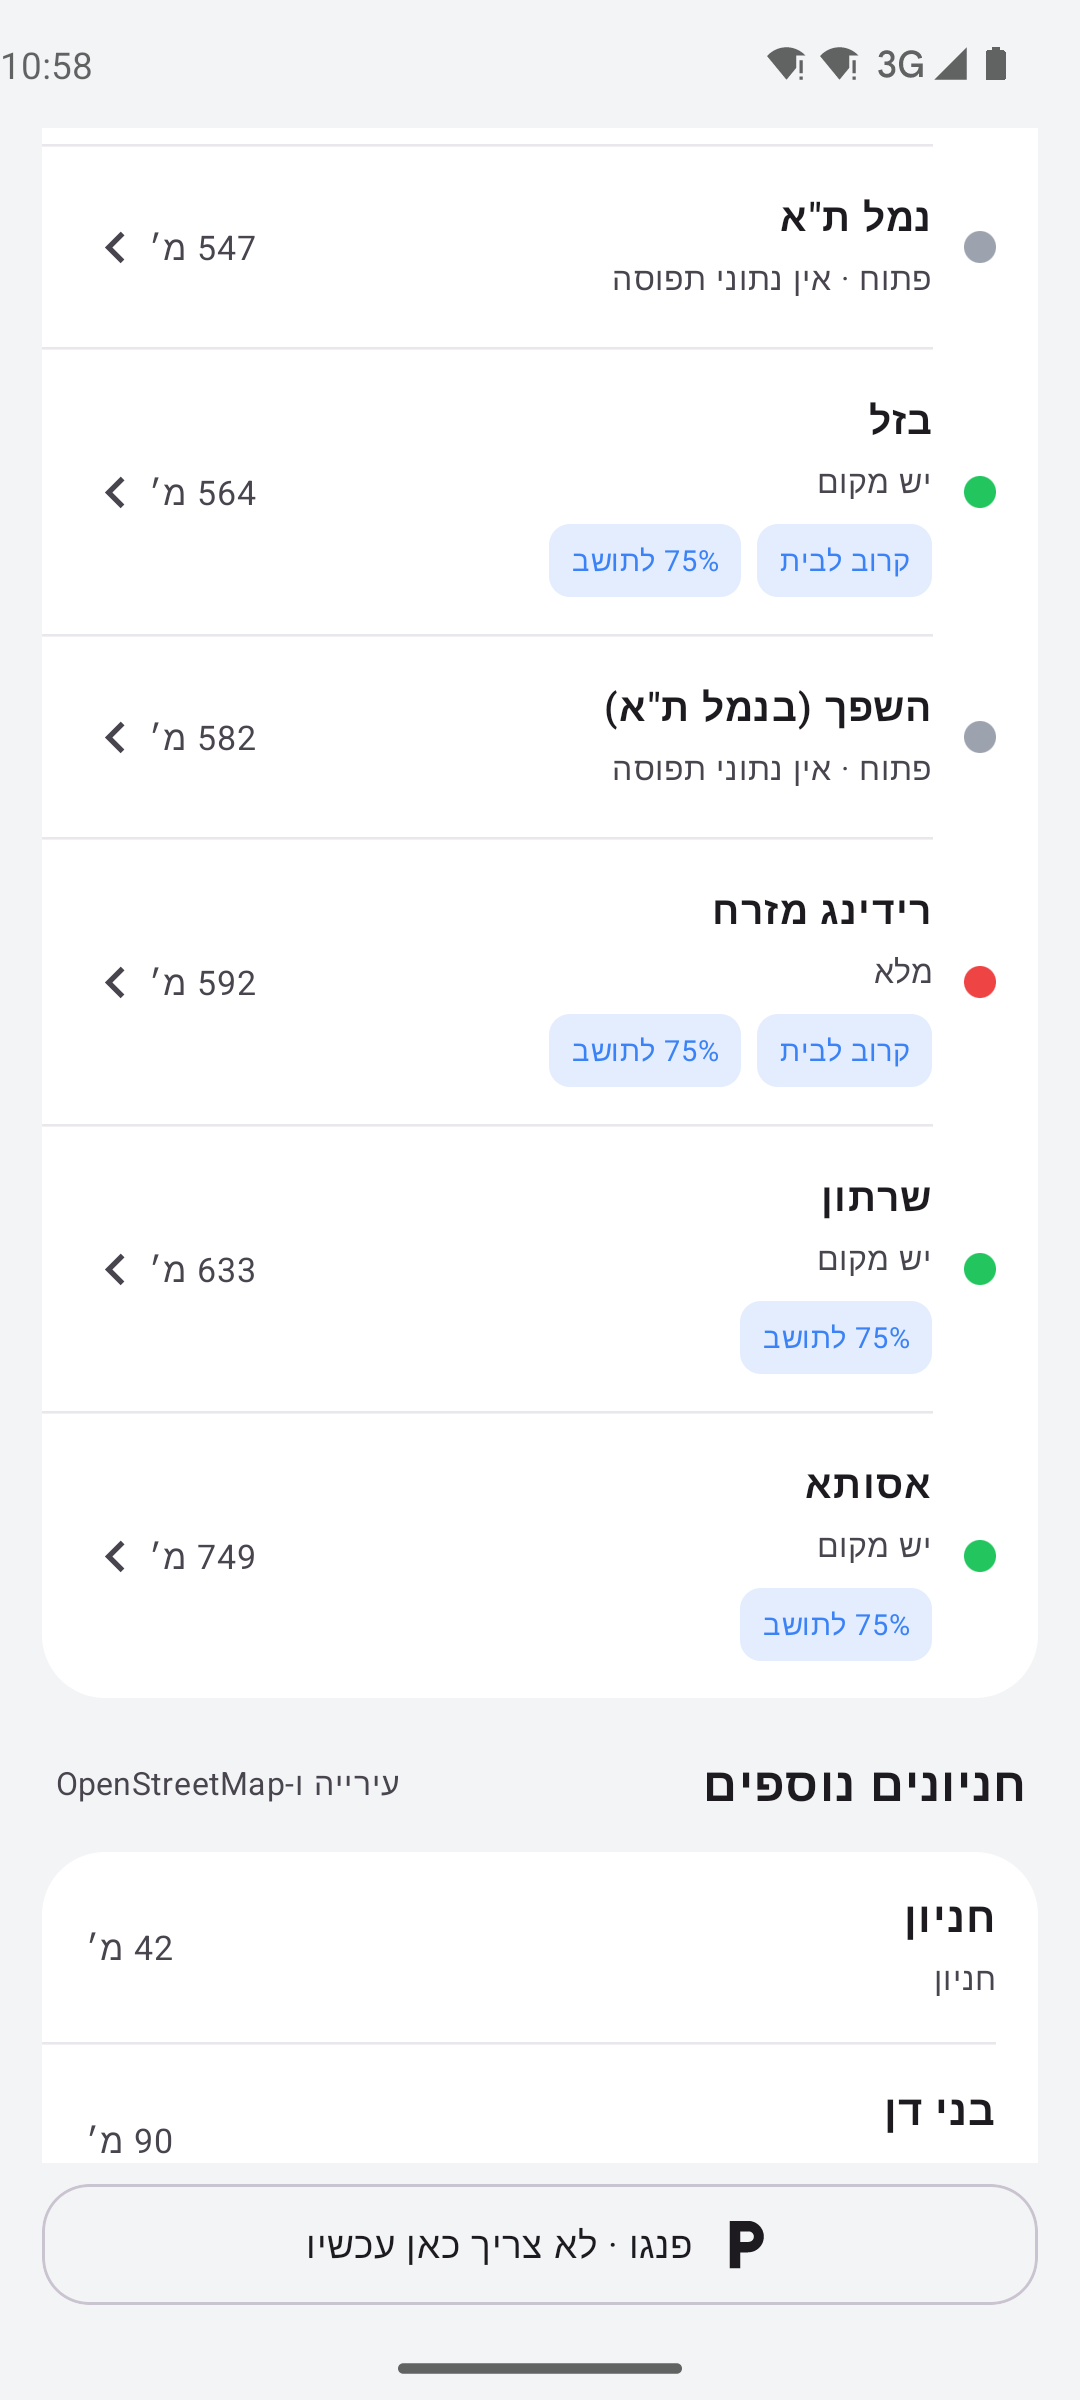 10:58 3G
נמל ת"א
547 מ׳
פתוח · אין נתוני תפוסה
בזל
564 מ׳
יש מקום
קרוב לבית
75% לתושב
השפך (בנמל ת"א)
582 מ׳
פתוח · אין נתוני תפוסה
רידינג מזרח
592 מ׳
מלא
קרוב לבית
75% לתושב
שרתון
633 מ׳
יש מקום
75% לתושב
אסותא
749 מ׳
יש מקום
75% לתושב
חניונים נוספים
עירייה ו-OpenStreetMap
חניון
42 מ׳
חניון
בני דן
90 מ׳
P פנגו · לא צריך כאן עכשיו